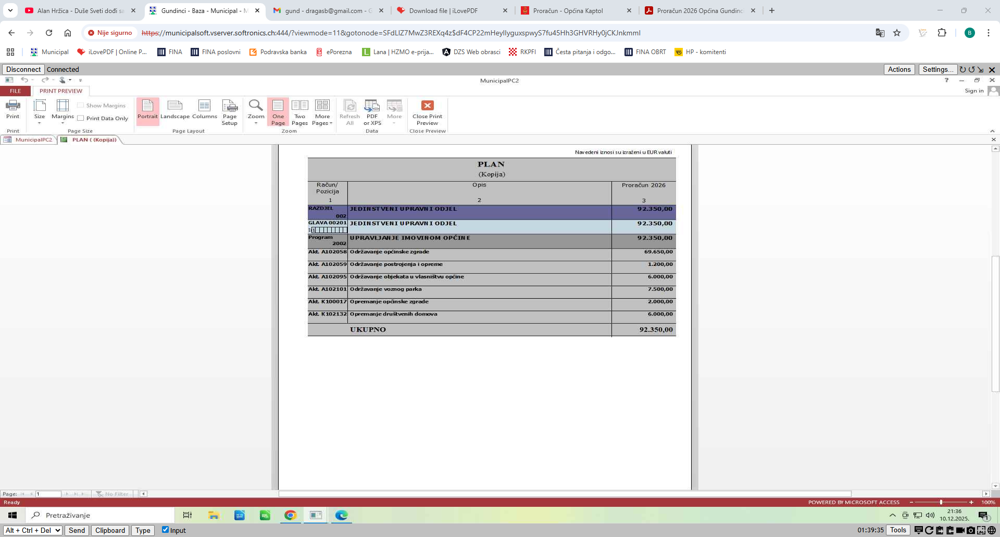 Alan Hržica - Duše Sveti dođi sa
Gundinci - Baza - Municipal - M
gund - dragasb@gmail.com - G
Download file | iLovePDF
Proračun - Općina Kaptol
Proračun 2026 Općina Gundinc
Nije sigurno
https://municipalsoft.vserver.softronics.ch:444/?viewmode=11&gotonode=SFdLIZ7MwZ3REXq4z$dF4CP22mHeyIlyguxspwyS7fu45Hh3GHVRHy0jCKJnkmmI
B
Municipal
iLovePDF | Online P...
FINA
FINA poslovni
Podravska banka
ePorezna
Lana | HZMO e-prija...
DZS Web obrasci
RKPFI
Česta pitanja i odgo...
FINA OBRT
HP - komitenti
Disconnect
Connected
Actions
Settings...
MunicipalPC2
FILE
PRINT PREVIEW
Sign in
Print
Size
Margins
Show Margins
Print Data Only
Portrait
Landscape
Columns
Page Setup
Zoom
One Page
Two Pages
More Pages
Refresh All
PDF or XPS
More
Close Print Preview
Print
Page Size
Page Layout
Zoom
Data
Close Preview
MunicipalPC2
PLAN ( (Kopija))
Navedeni iznosi su izraženi u EUR valuti
PLAN
(Kopija)
Račun/ Pozicija
Opis
Proračun 2026
1
2
3
RAZDJEL 002 JEDINSTVENI UPRAVNI ODJEL 92.350,00
GLAVA 00201 JEDINSTVENI UPRAVNI ODJEL 92.350,00
Program 2002 UPRAVLJANJE IMOVINOM OPĆINE 92.350,00
Akt. A102058 Održavanje općinske zgrade 69.650,00
Akt. A102059 Održavanje postrojenja i opreme 1.200,00
Akt. A102095 Održavanje objekata u vlasništvu općine 6.000,00
Akt. A102101 Održavanje voznog parka 7.500,00
Akt. K100017 Opremanje općinske zgrade 2.000,00
Akt. K102132 Opremanje društvenih domova 6.000,00
UKUPNO 92.350,00
Page: 1
No Filter
Ready
POWERED BY MICROSOFT ACCESS
100%
Pretraživanje
21:36
10.12.2025.
1
Alt + Ctrl + Del
Send
Clipboard
Type
Input
01:39:35
Tools